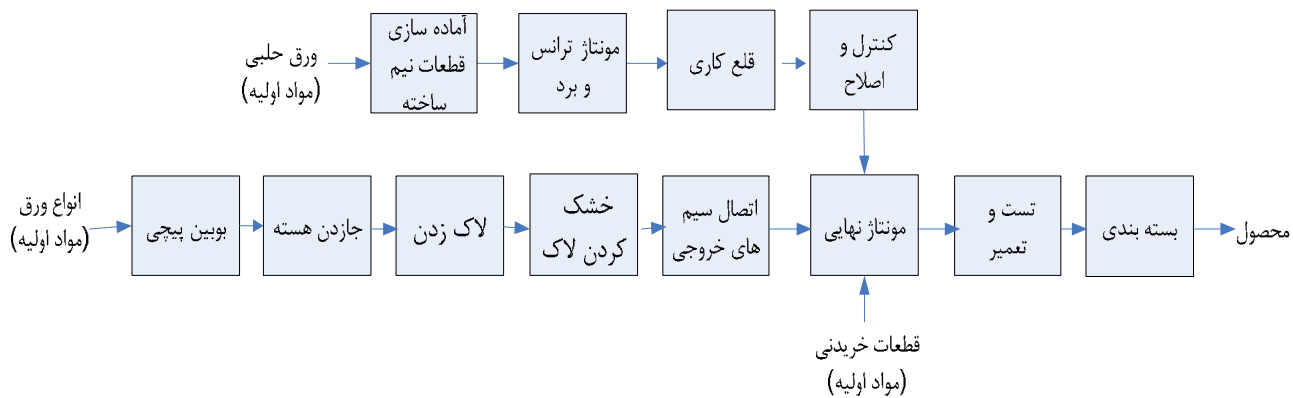 ورق حلبی
(مواد اولیه)
آماده سازی
قطعات نیم
ساخته
مونتاژ ترانس
و برد
قلع کاری
کنترل و
اصلاح
انواع ورق
(مواد اولیه)
بوبین پیچی
جازدن هسته
لاک زدن
خشک
کردن لاک
اتصال سیم
های خروجی
مونتاژ نهایی
تست و
تعمیر
بسته بندی
محصول
قطعات خریدنی
(مواد اولیه)